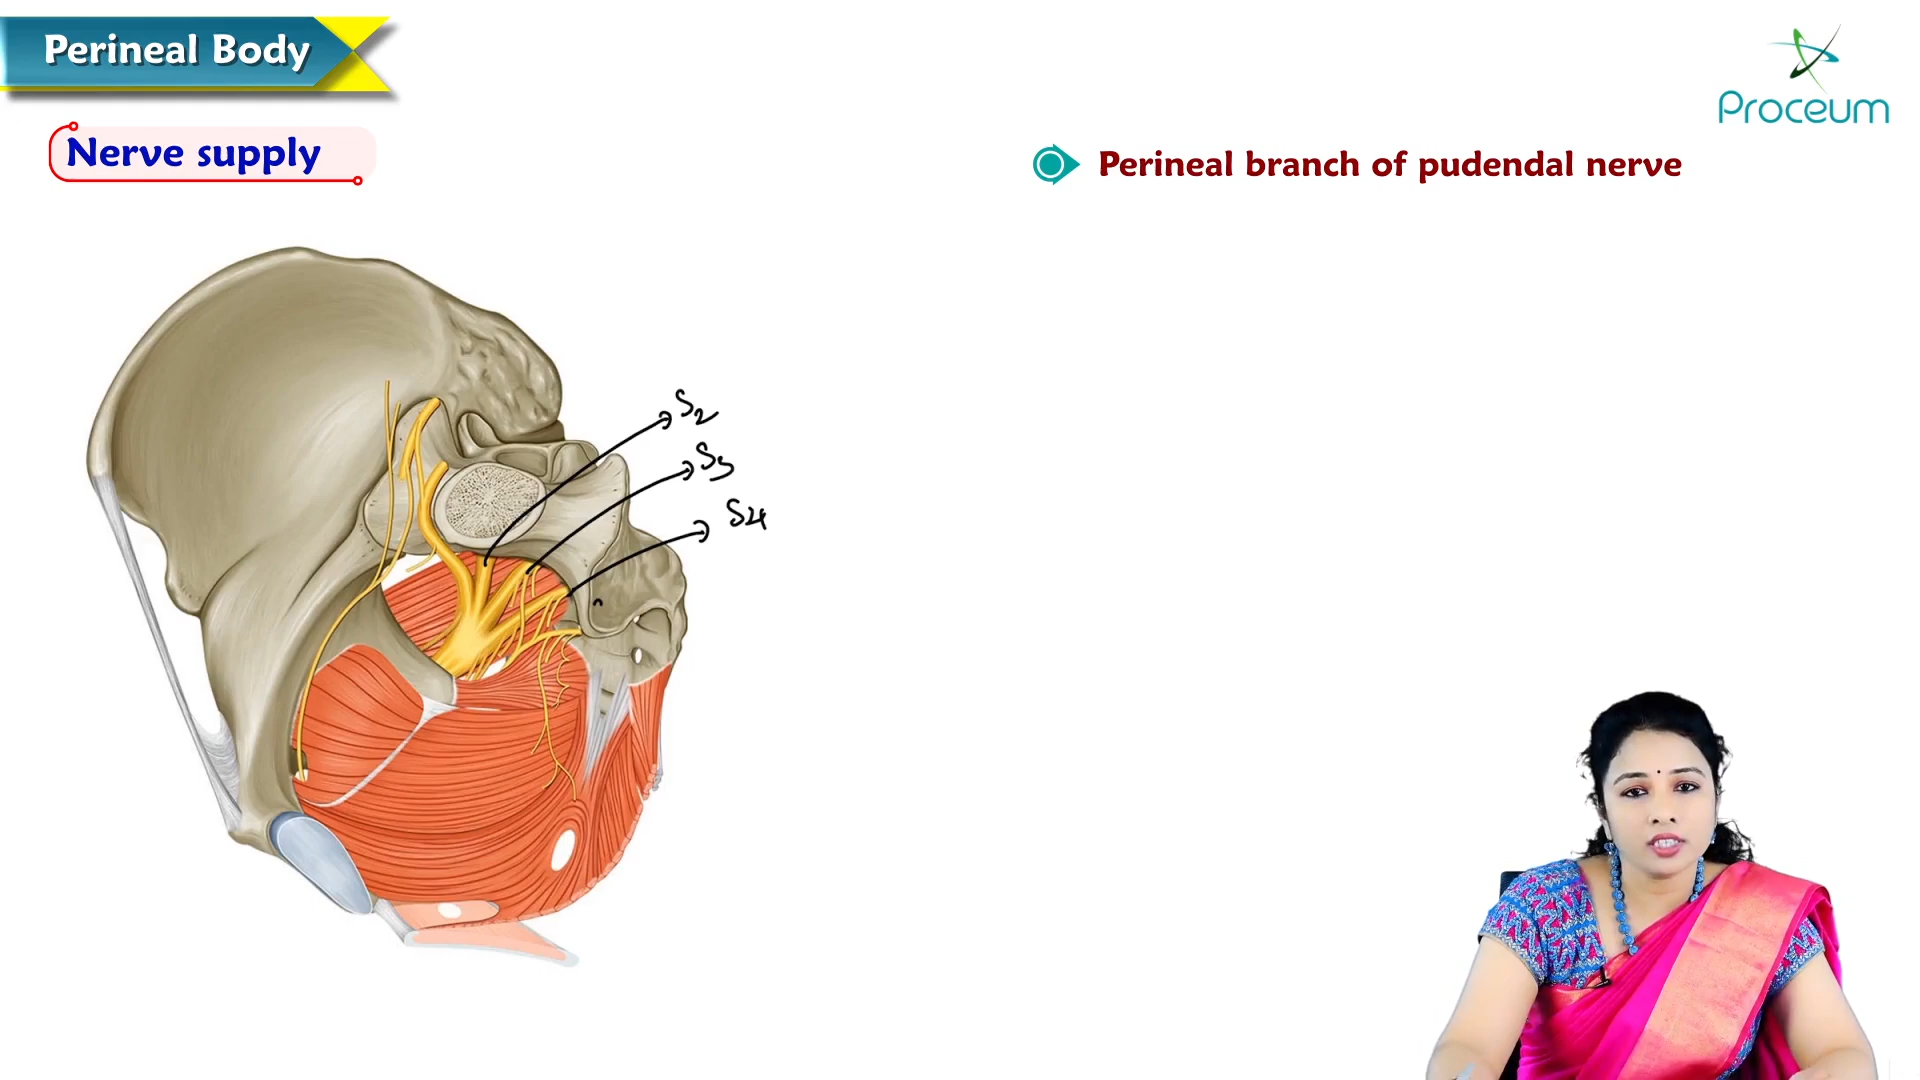 Perineal Body
Proceum
Nerve supply
Perineal branch of pudendal nerve
S2
S3
S4